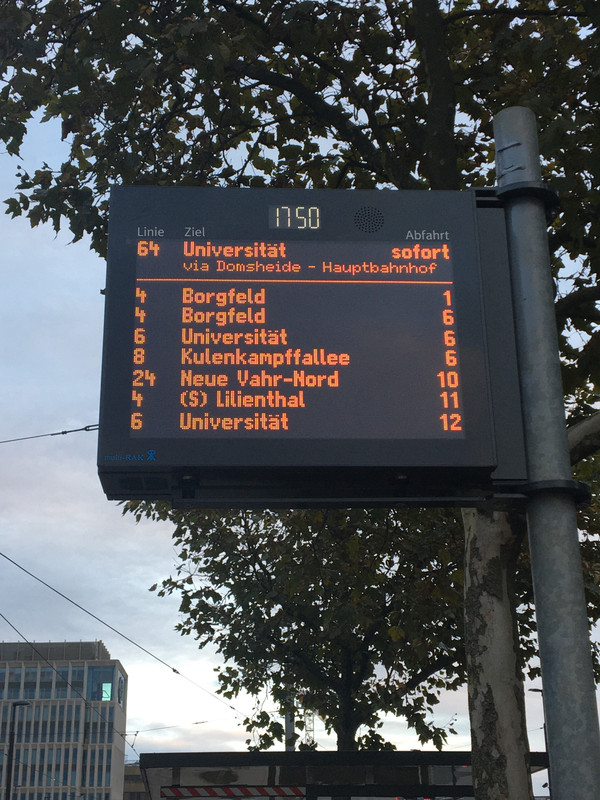 17 50
Linie Ziel Abfahrt
64 Universität sofort
via Domsheide - Hauptbahnhof
4 Borgfeld 1
4 Borgfeld 6
6 Universität 6
8 Kulenkampffallee 6
24 Neue Vahr-Nord 10
4 (S) Lilienthal 11
6 Universität 12